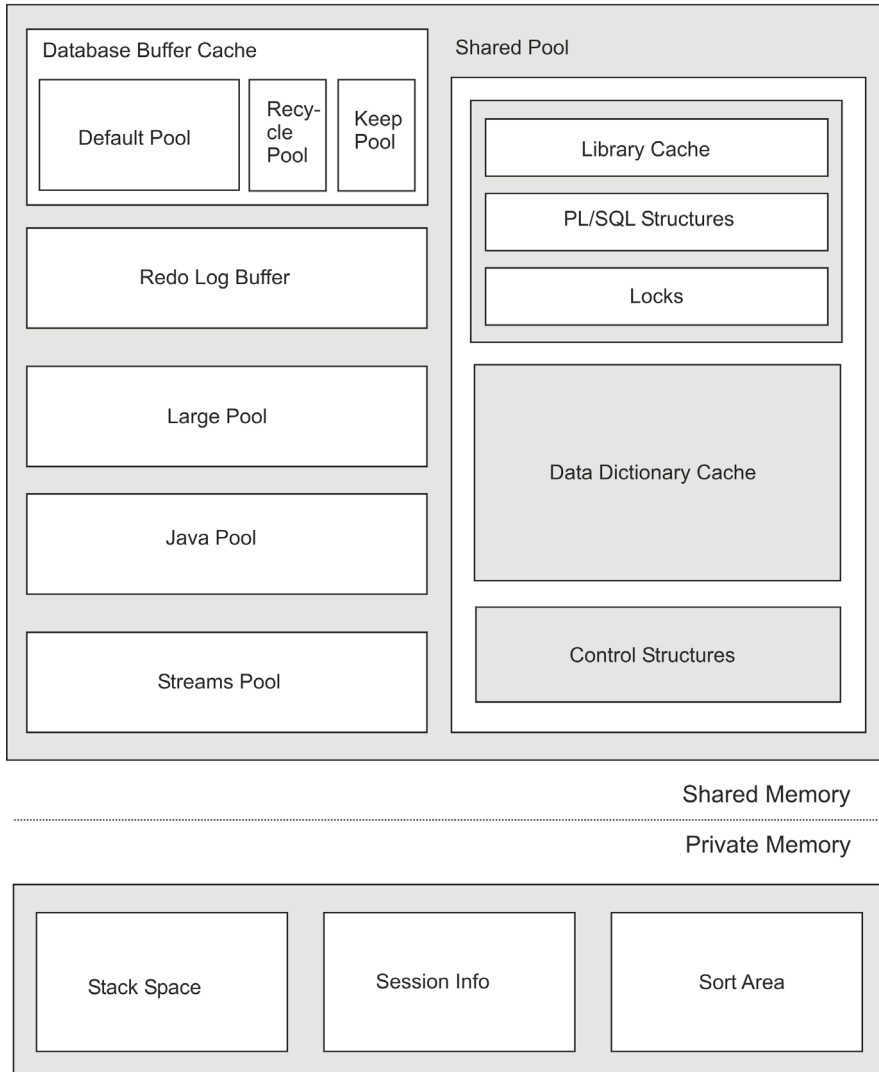 Database Buffer Cache
Default Pool
Recy-
cle
Pool
Keep
Pool
Redo Log Buffer
Large Pool
Java Pool
Streams Pool
Shared Pool
Library Cache
PL/SQL Structures
Locks
Data Dictionary Cache
Control Structures
Shared Memory
Private Memory
Stack Space
Session Info
Sort Area